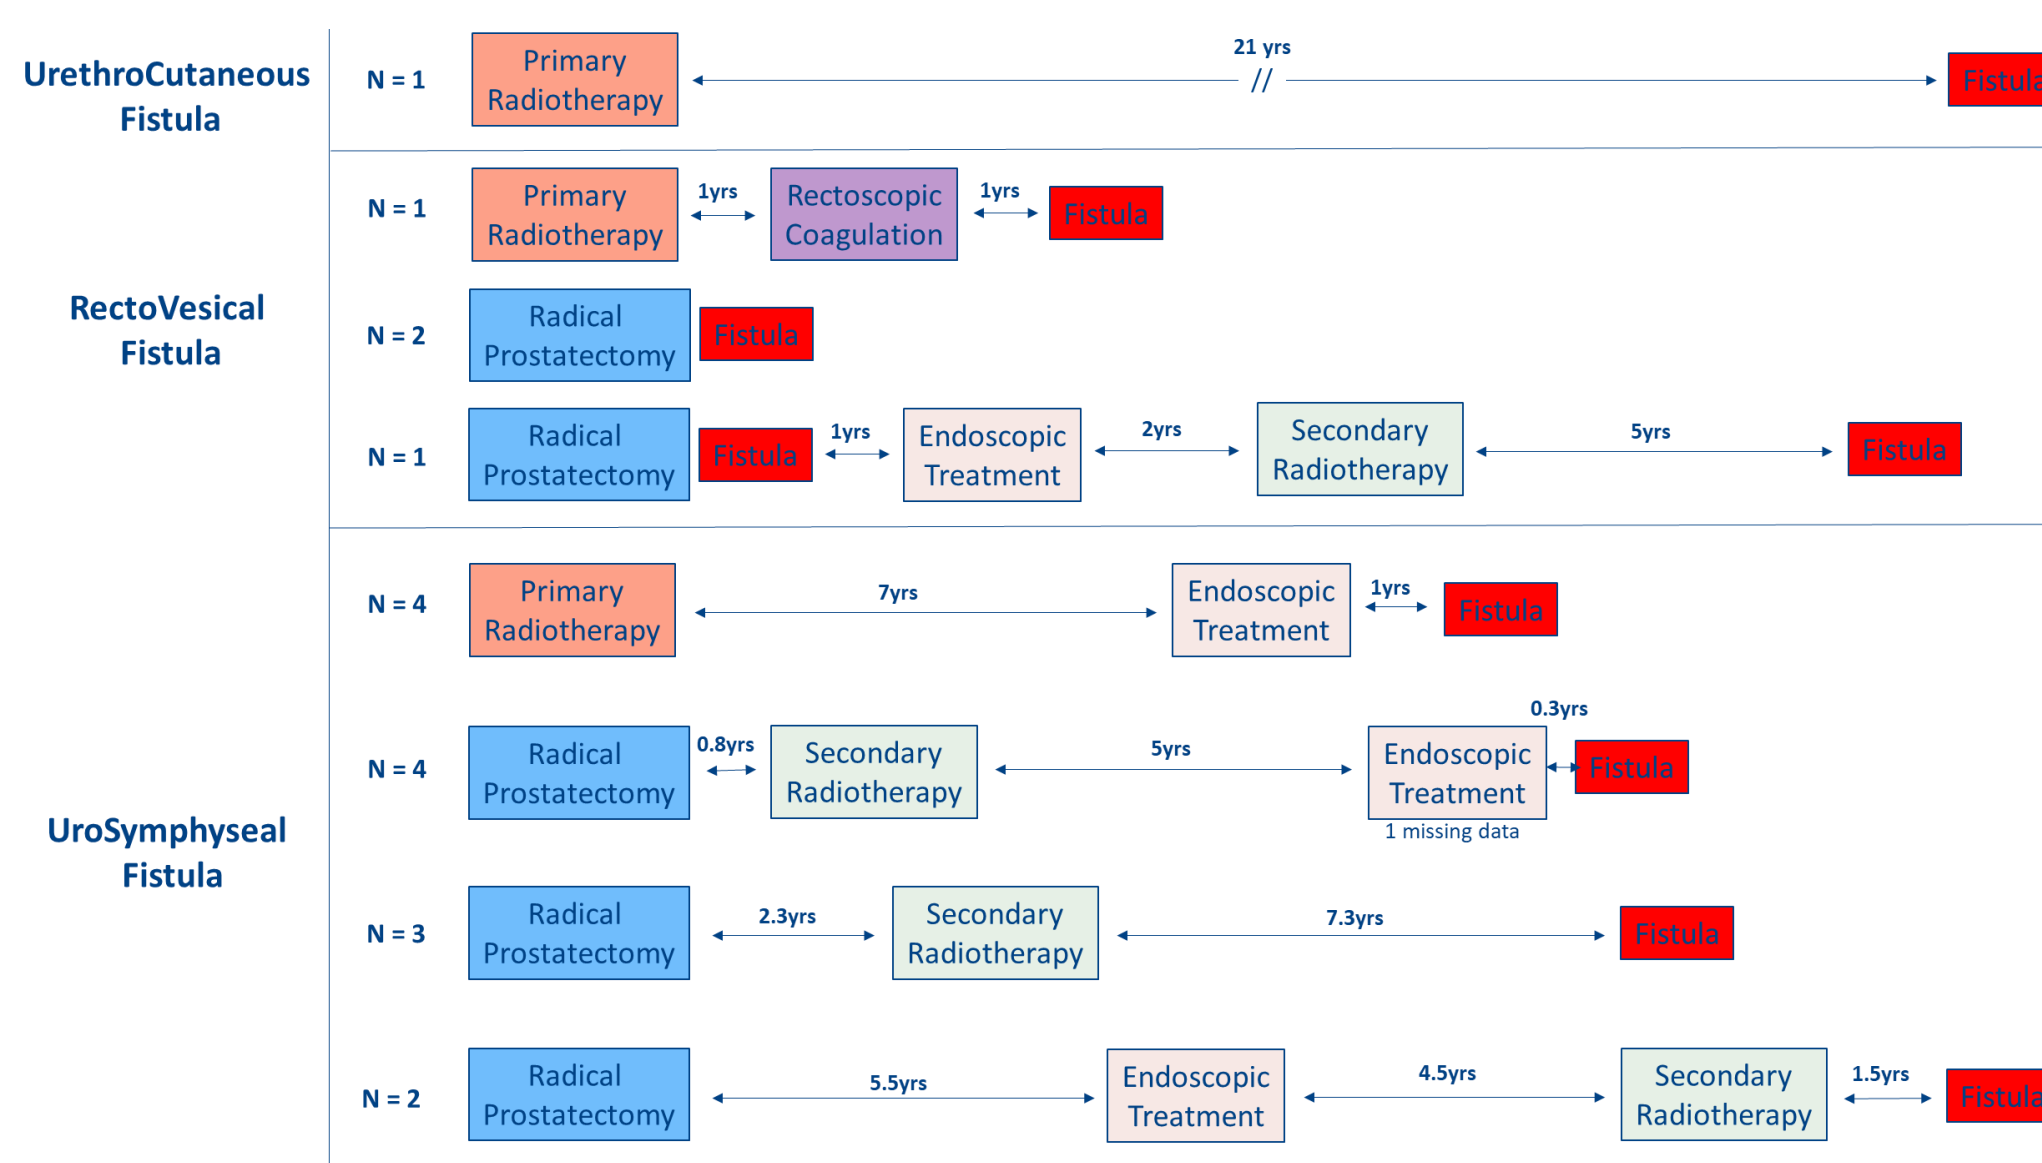 UrethroCutaneous
Fistula
N = 1
Primary
Radiotherapy
21 yrs
//
Fistula
RectoVesical
Fistula
N = 1
Primary
Radiotherapy
1yrs
Rectoscopic
Coagulation
1yrs
Fistula
N = 2
Radical
Prostatectomy
Fistula
N = 1
Radical
Prostatectomy
Fistula
1yrs
Endoscopic
Treatment
2yrs
Secondary
Radiotherapy
5yrs
Fistula
UroSymphyseal
Fistula
N = 4
Primary
Radiotherapy
7yrs
Endoscopic
Treatment
1yrs
Fistula
N = 4
Radical
Prostatectomy
0.8yrs
Secondary
Radiotherapy
5yrs
Endoscopic
Treatment
1 missing data
0.3yrs
Fistula
N = 3
Radical
Prostatectomy
2.3yrs
Secondary
Radiotherapy
7.3yrs
Fistula
N = 2
Radical
Prostatectomy
5.5yrs
Endoscopic
Treatment
4.5yrs
Secondary
Radiotherapy
1.5yrs
Fistula